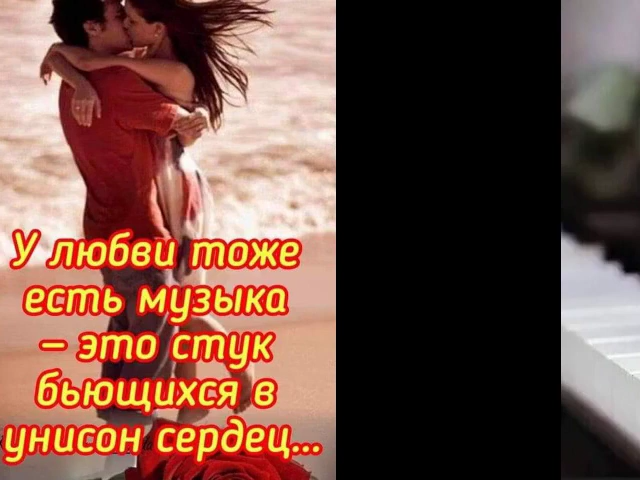 У любви тоже
есть музыка
– это стук
бьющихся в
унисон сердец...